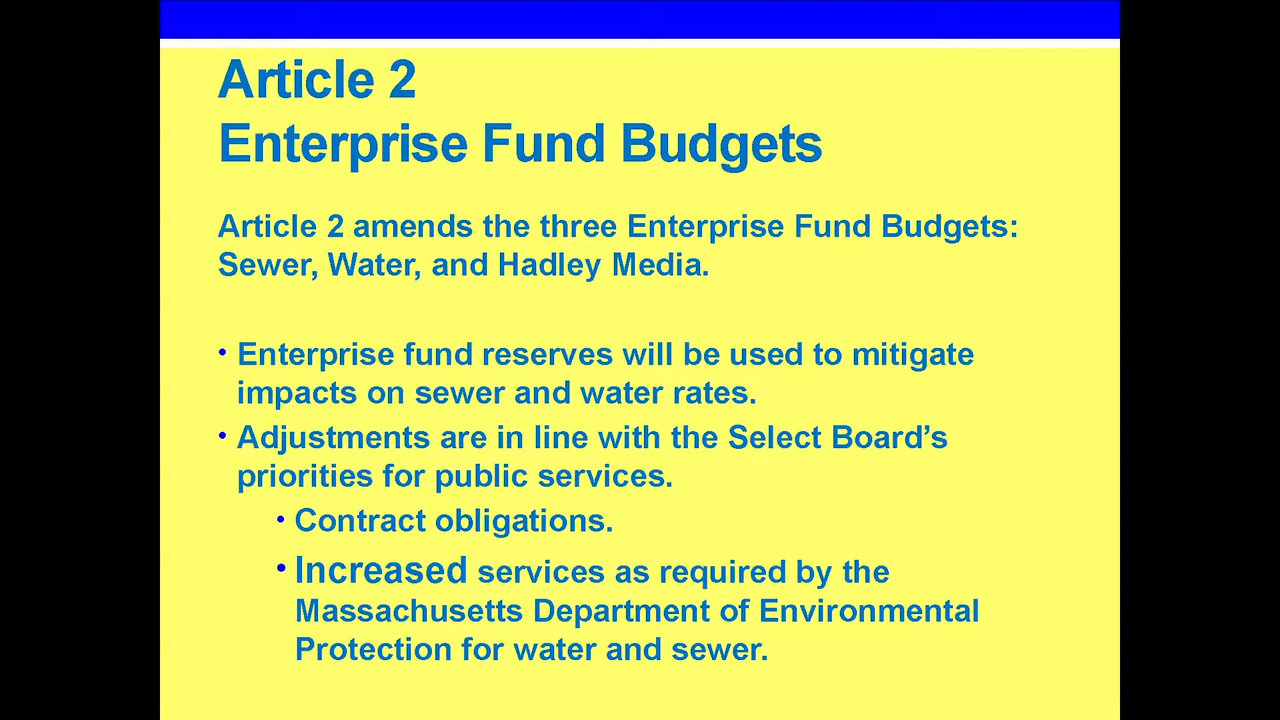 Article 2
Enterprise Fund Budgets
Article 2 amends the three Enterprise Fund Budgets:
Sewer, Water, and Hadley Media.
• Enterprise fund reserves will be used to mitigate
impacts on sewer and water rates.
• Adjustments are in line with the Select Board’s
priorities for public services.
• Contract obligations.
• Increased services as required by the
Massachusetts Department of Environmental
Protection for water and sewer.